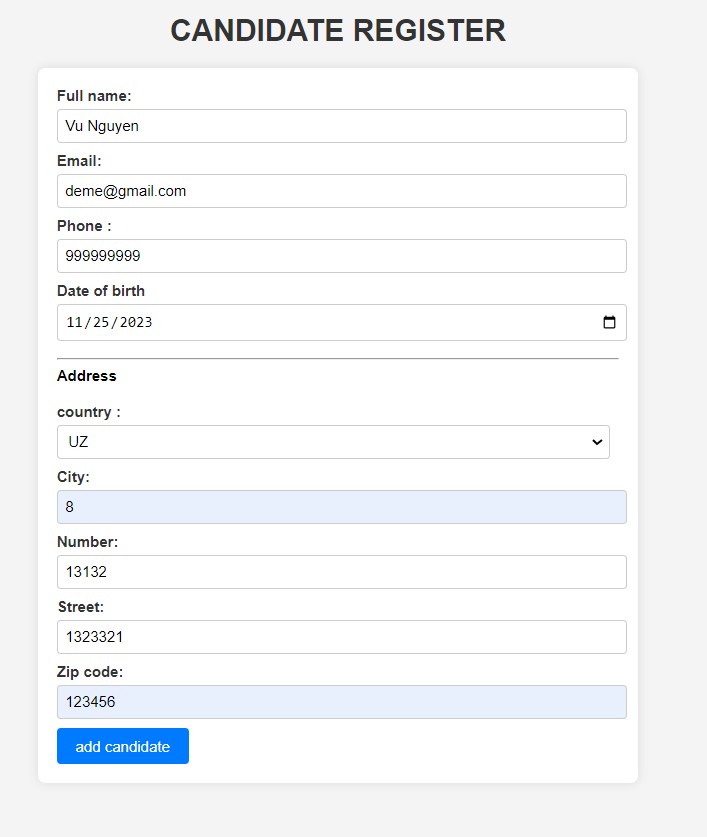 CANDIDATE REGISTER
Full name:
Vu Nguyen
Email:
deme@gmail.com
Phone :
999999999
Date of birth
11/25/2023
Address
country :
UZ
City:
8
Number:
13132
Street:
1323321
Zip code:
123456
add candidate